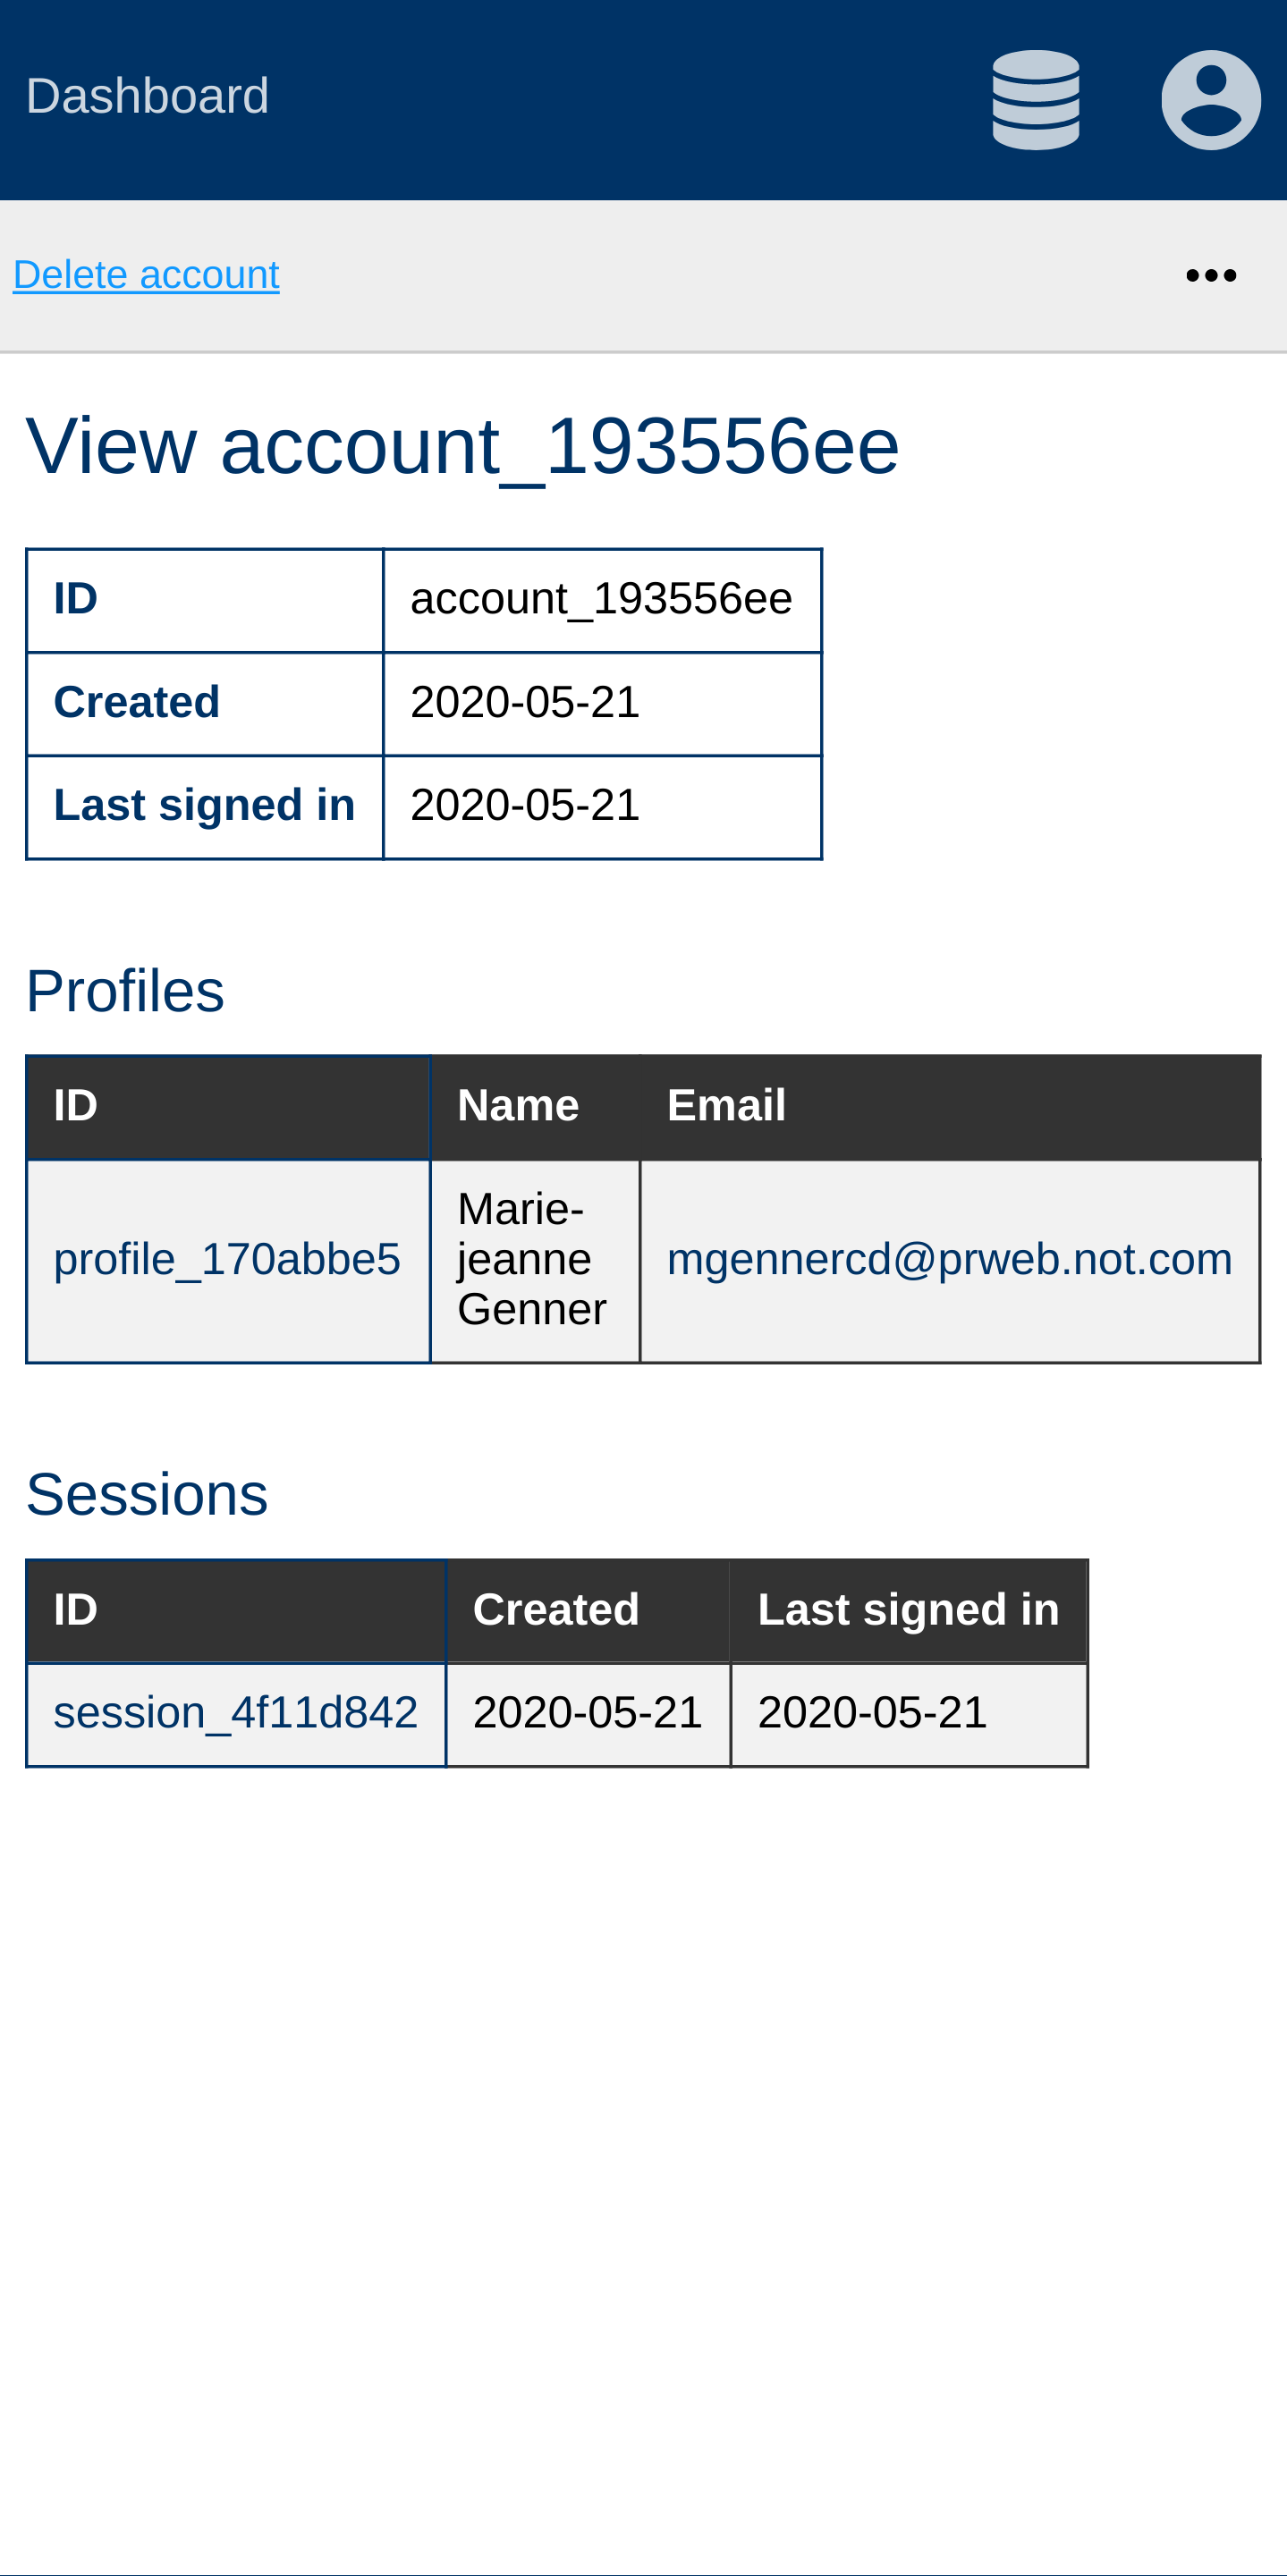 Dashboard
Delete account
View account_193556ee
ID account_193556ee
Created 2020-05-21
Last signed in 2020-05-21
Profiles
ID Name Email
profile_170abbe5 Marie-
jeanne
Genner mgennercd@prweb.not.com
Sessions
ID Created Last signed in
session_4f11d842 2020-05-21 2020-05-21